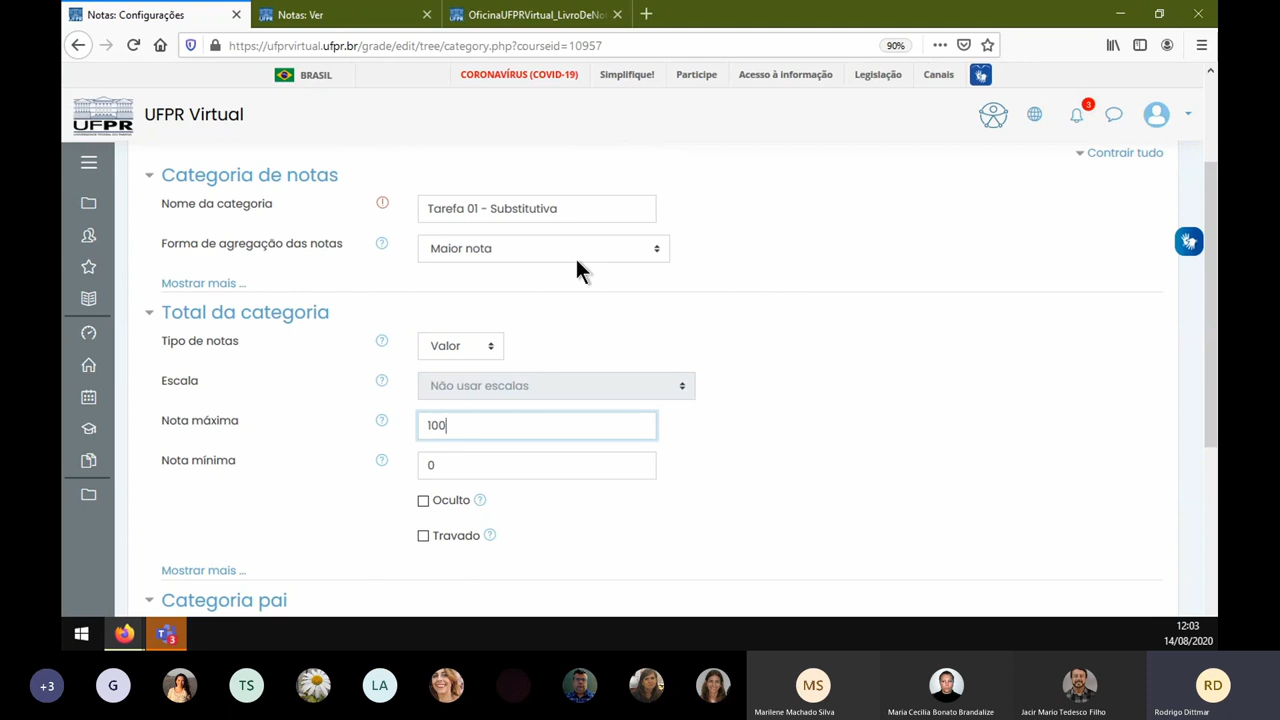 Notas: Configurações
Notas: Ver
OficinaUFPRVirtual_LivroDeNo
https://ufprvirtual.ufpr.br/grade/edit/tree/category.php?courseid=10957
90%
BRASIL
CORONAVÍRUS (COVID-19)
Simplifique!
Participe
Acesso à informação
Legislação
Canais
UFPR
UFPR Virtual
3
Contrair tudo
Categoria de notas
Nome da categoria
Tarefa 01 - Substitutiva
Forma de agregação das notas
Maior nota
Mostrar mais ...
Total da categoria
Tipo de notas
Valor
Escala
Não usar escalas
Nota máxima
100
Nota mínima
0
Oculto
Travado
Mostrar mais ...
Categoria pai
3
12:03
14/08/2020
+3
G
TS
LA
MS
RD
Marilene Machado Silva
Maria Cecilia Bonato Brandalize
Jacir Mario Tedesco Filho
Rodrigo Dittmar